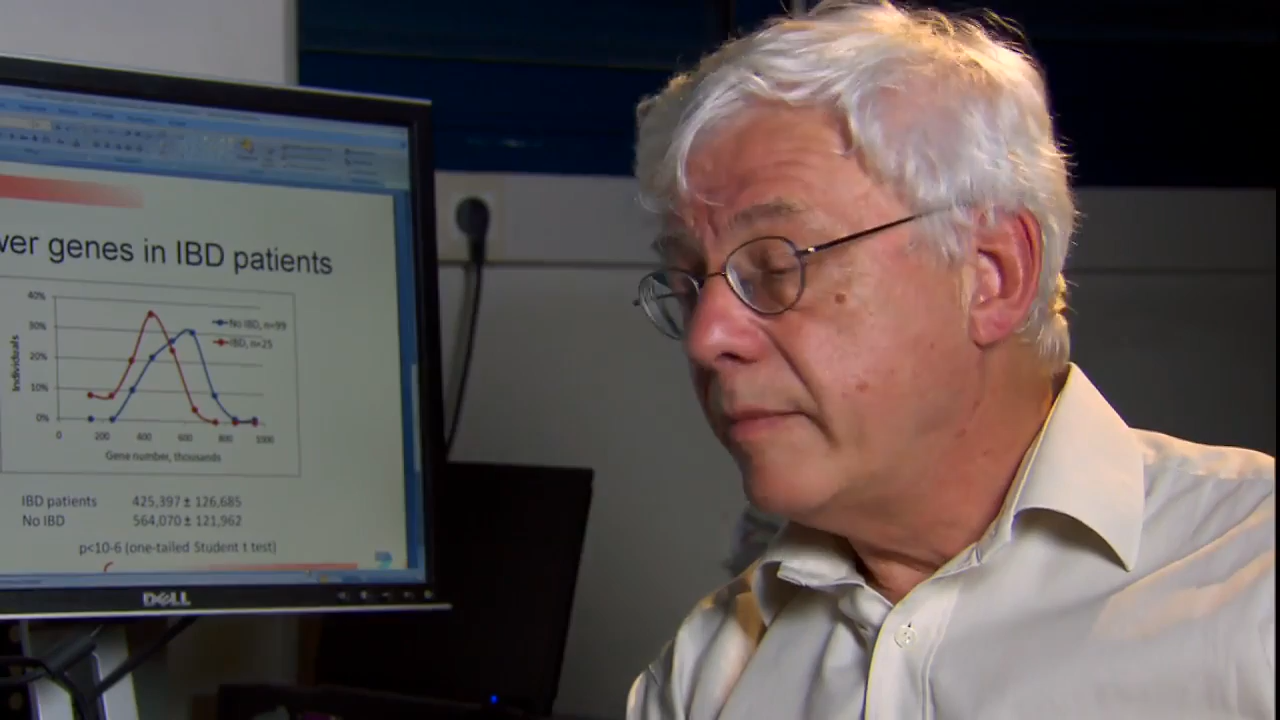 wer genes in IBD patients
40%
30%
20%
10%
0%
Individuals
No IBD, n=99
IBD, n=25
0 200 400 600 800 1000
Gene number, thousands
IBD patients 425,397 ± 126,685
No IBD 564,070 ± 121,962
p<10-6 (one-tailed Student t test)
DELL